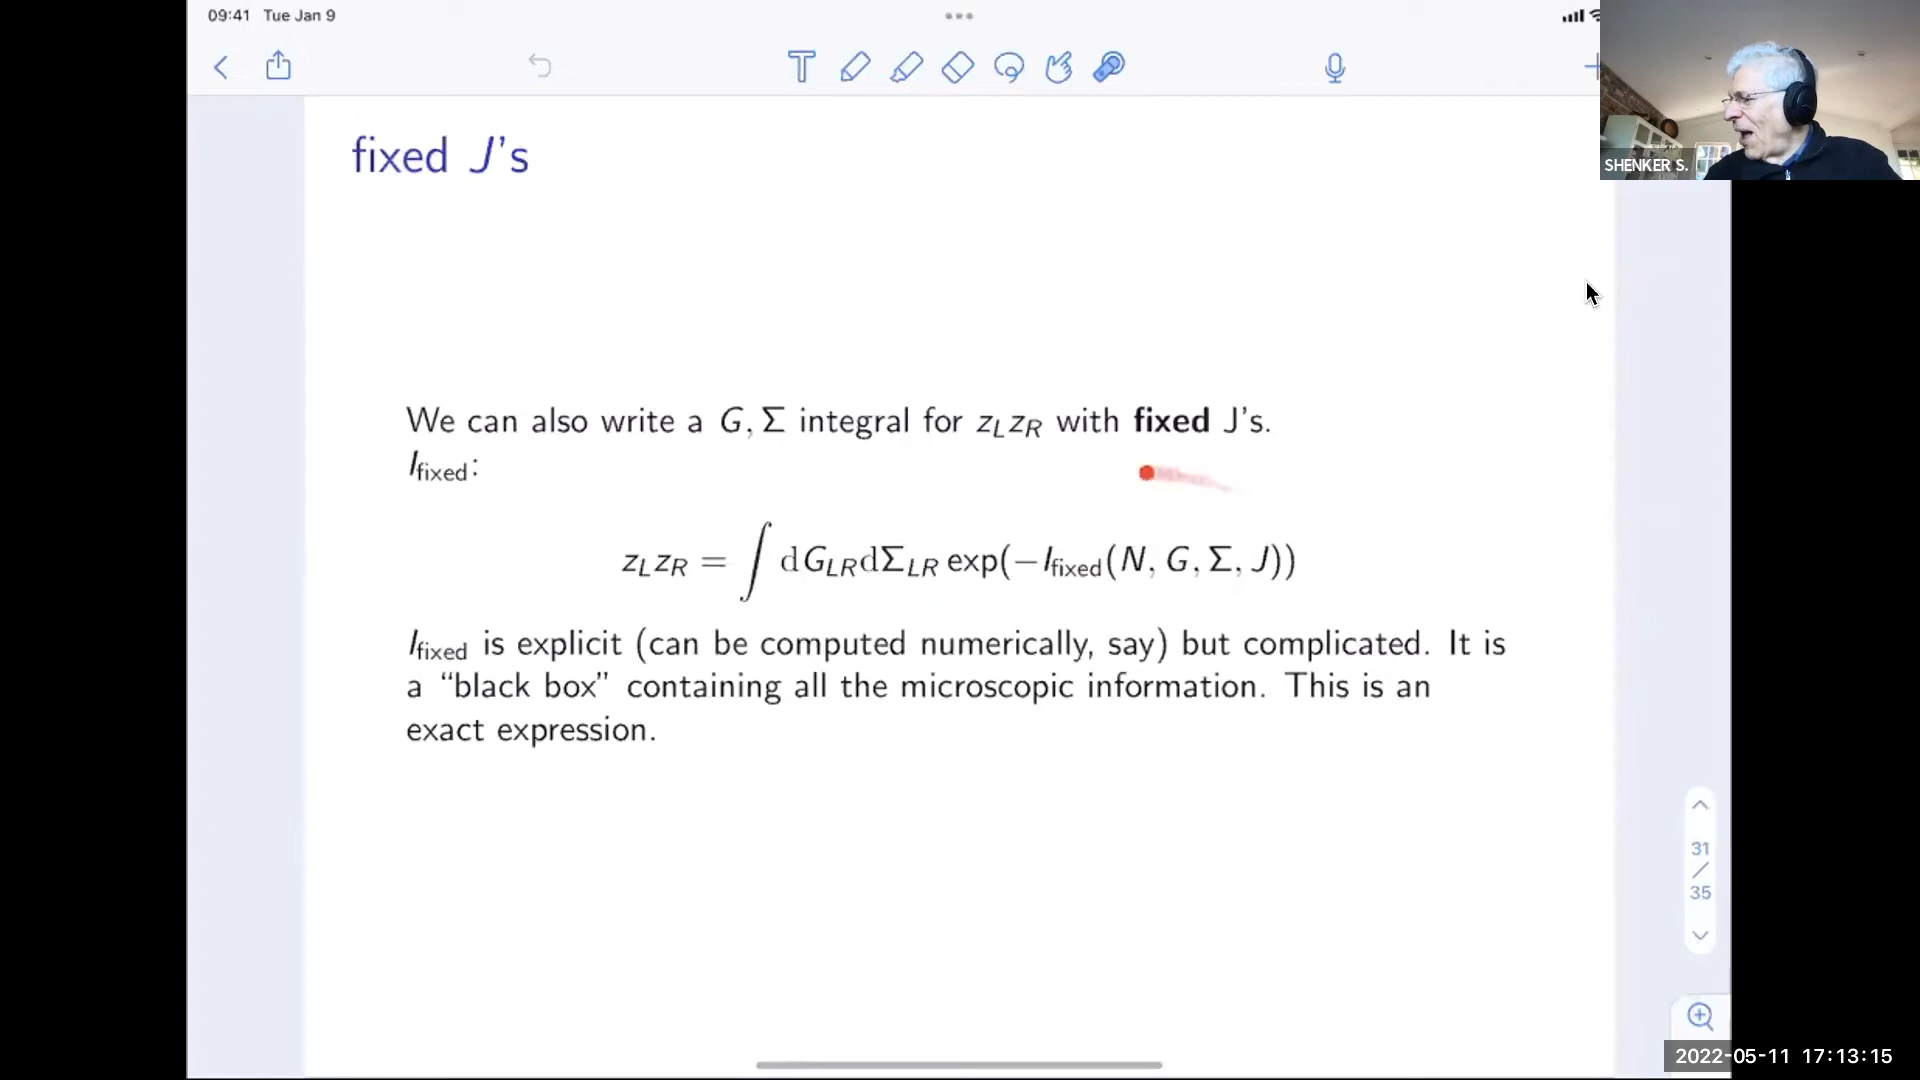 09:41 Tue Jan 9
SHENKER S.
fixed J's
We can also write a G, Σ integral for z_L z_R with fixed J's.
I_fixed:
z_L z_R = ∫ dG_LR dΣ_LR exp(−I_fixed(N, G, Σ, J))
I_fixed is explicit (can be computed numerically, say) but complicated. It is
a “black box” containing all the microscopic information. This is an
exact expression.
31
/
35
2022-05-11 17:13:15